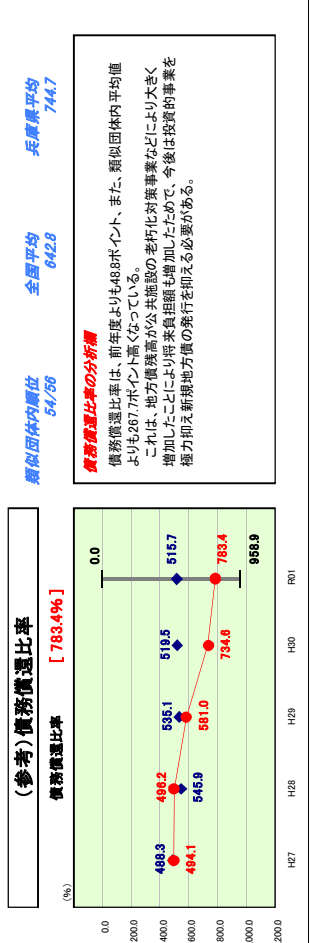 (参考)債務償還比率
債務償還比率
[ 783.4% ]
類似団体内順位
54/56
全国平均
642.8
兵庫県平均
744.7
(%)
0.0
200.0
400.0
600.0
800.0
000.0
200.0
H27
H28
H29
H30
R01
488.3
494.1
496.2
545.9
535.1
581.0
519.5
734.6
0.0
515.7
783.4
958.9
債務償還比率の分析欄
債務償還比率は、前年度よりも48.8ポイント、また、類似団体内平均値
よりも267.7ポイント高くなっている。
これは、地方債残高が公共施設の老朽化対策事業などにより大きく
増加したことにより将来負担額も増加したためで、今後は投資的事業を
極力抑え新規地方債の発行を抑える必要がある。